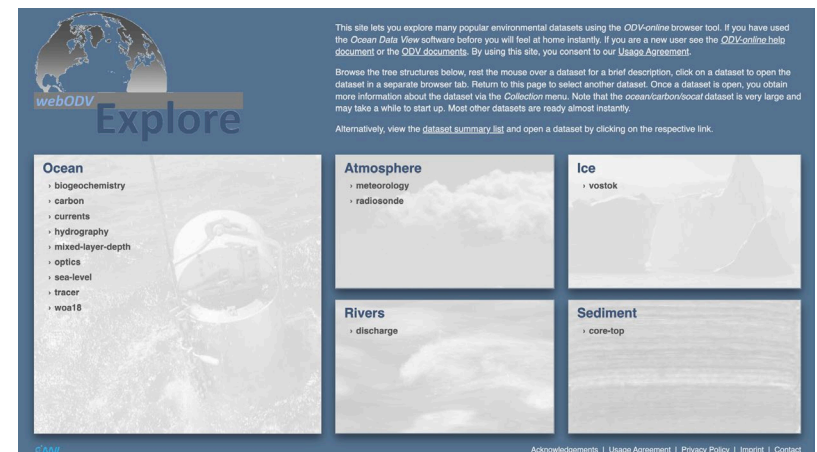 This site lets you explore many popular environmental datasets using the ODV-online browser tool. If you have used
the Ocean Data View software before you will feel at home instantly. If you are a new user see the ODV-online help
document or the ODV documents. By using this site, you consent to our Usage Agreement.
Browse the tree structures below, rest the mouse over a dataset for a brief description, click on a dataset to open the
dataset in a separate browser tab. Return to this page to select another dataset. Once a dataset is open, you obtain
more information about the dataset via the Collection menu. Note that the ocean/carbon/socat dataset is very large and
may take a while to start up. Most other datasets are ready almost instantly.
Alternatively, view the dataset summary list and open a dataset by clicking on the respective link.
webODV
Explore
Ocean
› biogeochemistry
› carbon
› currents
› hydrography
› mixed-layer-depth
› optics
› sea-level
› tracer
› woa18
Atmosphere
› meteorology
› radiosonde
Ice
› vostok
Rivers
› discharge
Sediment
› core-top
Acknowledgements | Usage Agreement | Privacy Policy | Imprint | Contact